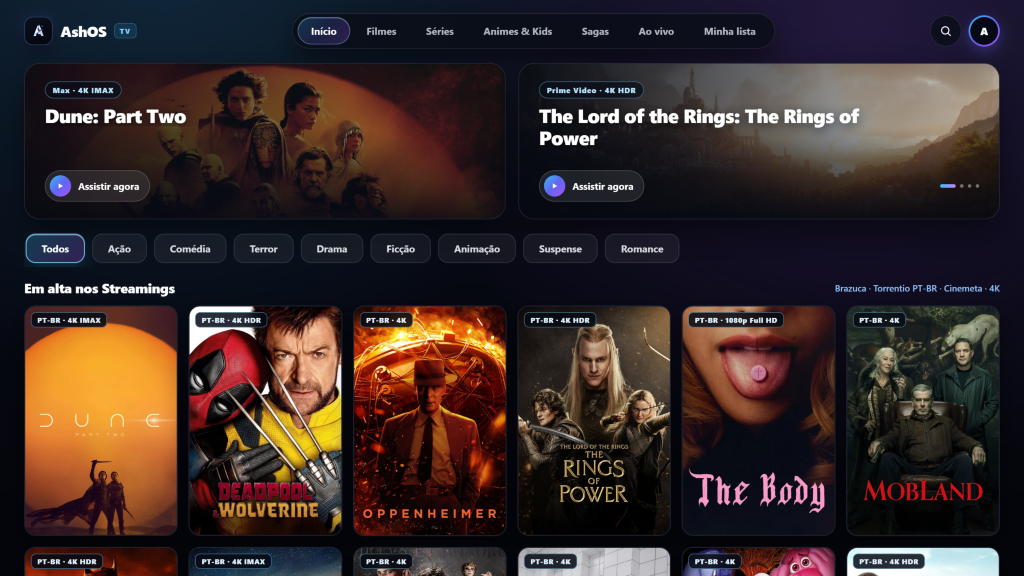 A
AshOS
TV
Início
Filmes
Séries
Animes & Kids
Sagas
Ao vivo
Minha lista
A
Max · 4K IMAX
Dune: Part Two
Assistir agora
Prime Video · 4K HDR
The Lord of the Rings: The Rings of
Power
Assistir agora
Todos
Ação
Comédia
Terror
Drama
Ficção
Animação
Suspense
Romance
Em alta nos Streamings
Brazuca · Torrentio PT-BR · Cinemeta · 4K
PT-BR · 4K IMAX
DUNE
PART TWO
PT-BR · 4K HDR
DEADPOOL
& WOLVERINE
PT-BR · 4K
OPPENHEIMER
PT-BR · 4K HDR
THE LORD OF THE RINGS
THE
RINGS
OF
POWER
PT-BR · 1080p Full HD
The Body
PT-BR · 4K
MOBLAND
PT-BR · 4K HDR
PT-BR · 4K IMAX
PT-BR · 4K
PT-BR · 4K
PT-BR · 4K
PT-BR · 4K HDR